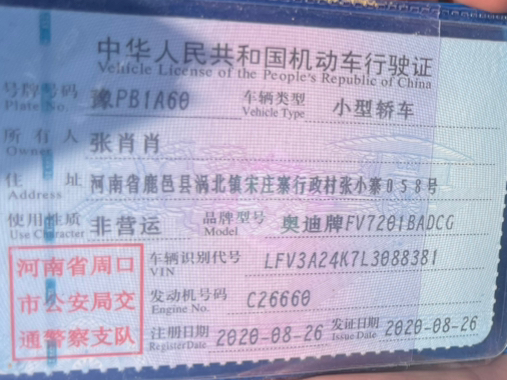 中华人民共和国机动车行驶证
Vehicle License of the People's Republic of China
号牌号码 豫PB1A60 车辆类型 小型轿车
Plate No. Vehicle Type
所有人 张肖肖
Owner
住址 河南省鹿邑县涡北镇宋庄寨行政村张小寨058号
Address
使用性质 非营运 品牌型号 奥迪牌FV7201BADCG
Use Character Model
河南省周口 车辆识别代号 LFV3A24K7L3088381
VIN
市公安局交 发动机号码 C26660
Engine No.
通警察支队 注册日期 2020-08-26 发证日期 2020-08-26
Register Date Issue Date